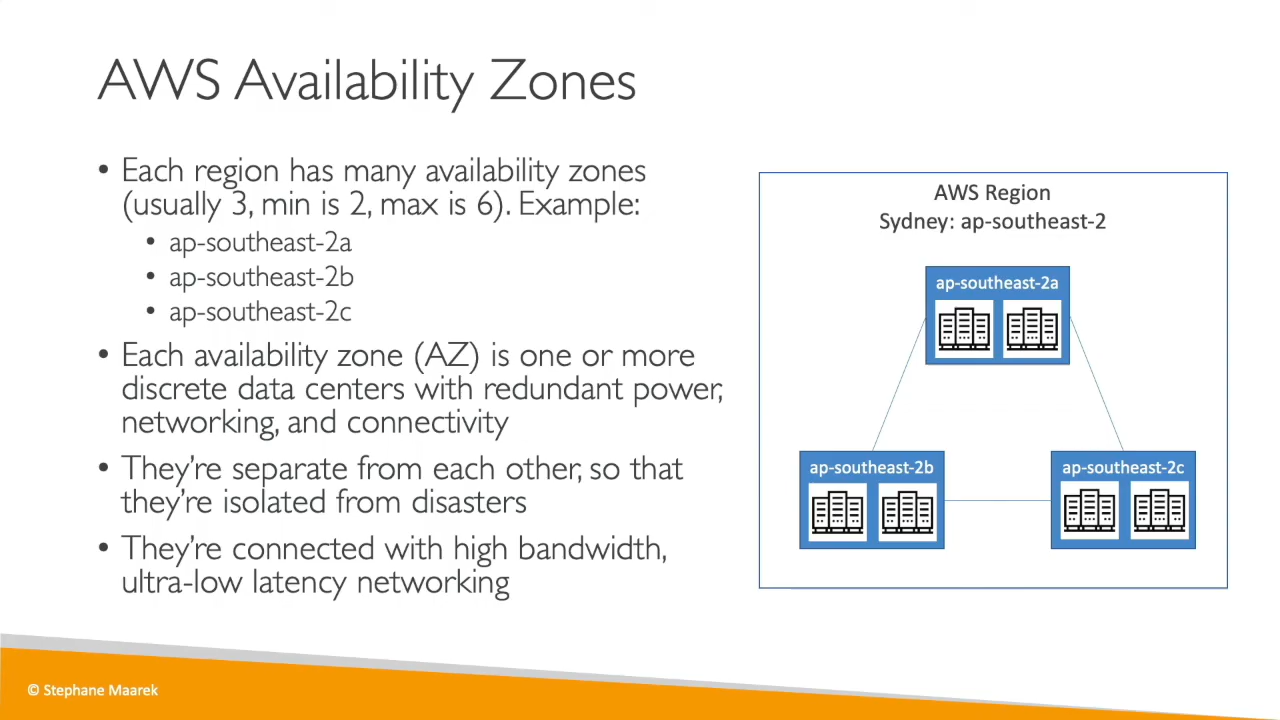 AWS Availability Zones
• Each region has many availability zones
(usually 3, min is 2, max is 6). Example:
• ap-southeast-2a
• ap-southeast-2b
• ap-southeast-2c
• Each availability zone (AZ) is one or more
discrete data centers with redundant power,
networking, and connectivity
• They’re separate from each other, so that
they’re isolated from disasters
• They’re connected with high bandwidth,
ultra-low latency networking
AWS Region
Sydney: ap-southeast-2
ap-southeast-2a
ap-southeast-2b
ap-southeast-2c
© Stephane Maarek